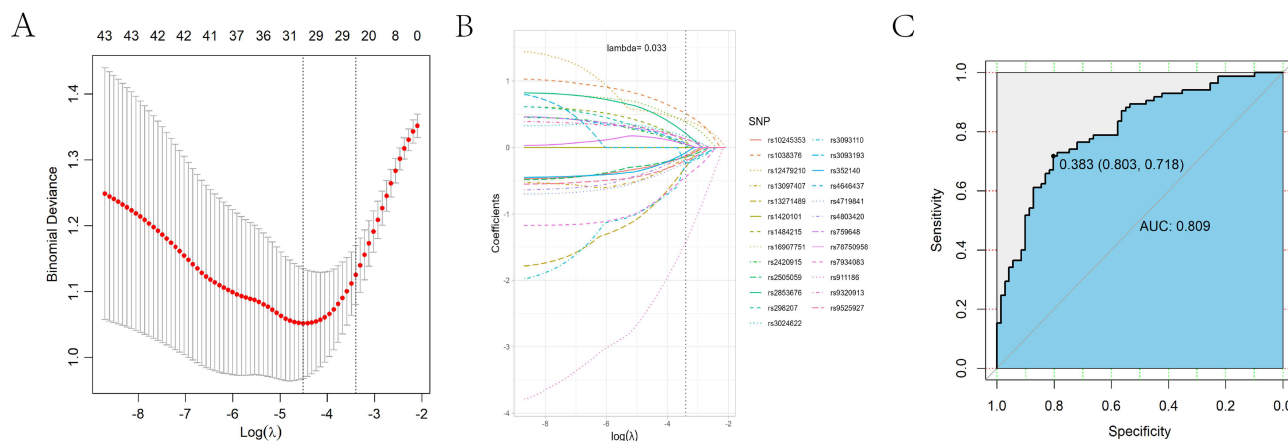 A
43 43 42 42 41 37 36 31 29 29 20 8 0
Binomial Deviance
1.4
1.3
1.2
1.1
1.0
-8 -7 -6 -5 -4 -3 -2
Log(λ)
B
lambda= 0.033
Coefficients
1
0
-1
-2
-3
-4
-8 -6 -4 -2
log(λ)
SNP
rs10245353 rs3093110
rs1038376 rs3093193
rs12479210 rs352140
rs13097407 rs4646437
rs13271489 rs4719841
rs1420101 rs4803420
rs1484215 rs759648
rs16907751 rs78750958
rs2420915 rs7934083
rs2505059 rs911186
rs2853676 rs9320913
rs298207 rs9525927
rs3024622
C
Sensitivity
1.0
0.8
0.6
0.4
0.2
0.0
0.383 (0.803, 0.718)
AUC: 0.809
1.0 0.8 0.6 0.4 0.2 0.0
Specificity